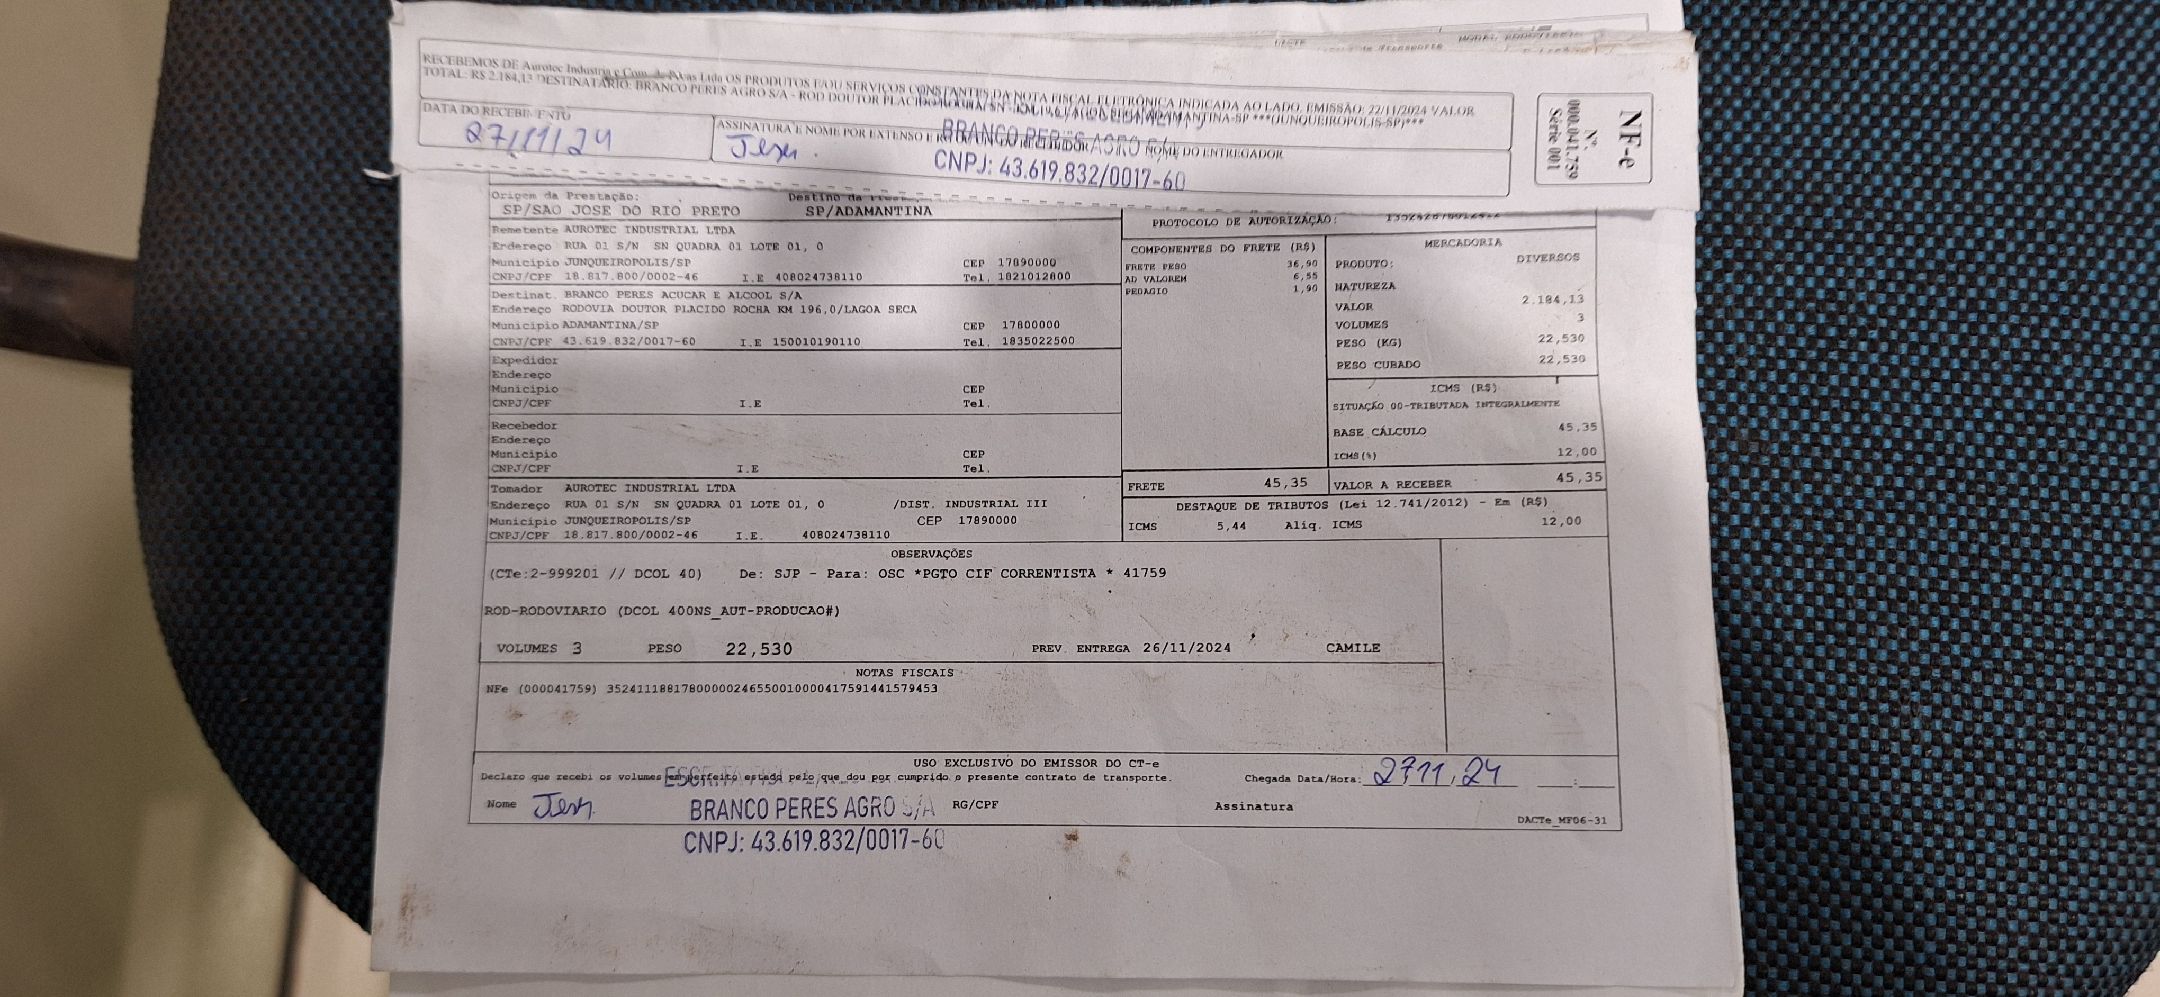 RECEBEMOS DE Aurotec Industria e Com. de Peças Ltda OS PRODUTOS E/OU SERVIÇOS CONSTANTES DA NOTA FISCAL ELETRÔNICA INDICADA AO LADO. EMISSÃO: 22/11/2024 VALOR
TOTAL: R$ 2.184,13 DESTINATÁRIO: BRANCO PERES AGRO S/A - ROD DOUTOR PLACIDO ADAMANTINA-SP ***(JUNQUEIROPOLIS-SP)***
DATA DO RECEBIMENTO
27/11/24
ASSINATURA E NOME POR EXTENSO E NOME DO ENTREGADOR
BRANCO PERES AGRO S/A
CNPJ: 43.619.832/0017-60
NF-e
Nº.
000.041.759
Série 001
Origem da Prestação:
Destino da
SP/SAO JOSE DO RIO PRETO SP/ADAMANTINA
Remetente AUROTEC INDUSTRIAL LTDA
Endereço RUA 01 S/N SN QUADRA 01 LOTE 01, 0
Municipio JUNQUEIROPOLIS/SP CEP 17890000
CNPJ/CPF 18.817.800/0002-46 I.E 408024738110 Tel. 1821012800
Destinat. BRANCO PERES ACUCAR E ALCOOL S/A
Endereço RODOVIA DOUTOR PLACIDO ROCHA KM 196,0/LAGOA SECA
Municipio ADAMANTINA/SP CEP 17800000
CNPJ/CPF 43.619.832/0017-60 I.E 150010190110 Tel. 1835022500
Expedidor
Endereço
Municipio CEP
CNPJ/CPF I.E Tel.
Recebedor
Endereço
Municipio CEP
CNPJ/CPF I.E Tel.
Tomador AUROTEC INDUSTRIAL LTDA
Endereço RUA 01 S/N SN QUADRA 01 LOTE 01, 0 /DIST. INDUSTRIAL III
Municipio JUNQUEIROPOLIS/SP CEP 17890000
CNPJ/CPF 18.817.800/0002-46 I.E. 408024738110
PROTOCOLO DE AUTORIZAÇÃO:
COMPONENTES DO FRETE (R$)
FRETE PESO 36,90
AD VALOREM 6,55
PEDAGIO 1,90
MERCADORIA
PRODUTO: DIVERSOS
NATUREZA
VALOR 2.184,13
VOLUMES 3
PESO (KG) 22,530
PESO CUBADO 22,530
ICMS (R$)
SITUAÇÃO 00-TRIBUTADA INTEGRALMENTE
BASE CÁLCULO 45,35
ICMS(%) 12,00
FRETE 45,35 VALOR A RECEBER 45,35
DESTAQUE DE TRIBUTOS (Lei 12.741/2012) - Em (R$)
ICMS 5,44 Aliq. ICMS 12,00
OBSERVAÇÕES
(CTe:2-999201 // DCOL 40) De: SJP - Para: OSC *PGTO CIF CORRENTISTA * 41759
ROD-RODOVIARIO (DCOL 400NS_AUT-PRODUCAO#)
VOLUMES 3 PESO 22,530 PREV. ENTREGA 26/11/2024 CAMILE
NOTAS FISCAIS
NFe (000041759) 35241118817800000246550010000417591441579453
USO EXCLUSIVO DO EMISSOR DO CT-e
Declaro que recebi os volumes em perfeito estado pelo que dou por cumprido o presente contrato de transporte. Chegada Data/Hora: 27 11, 24
Nome RG/CPF Assinatura
BRANCO PERES AGRO S/A
CNPJ: 43.619.832/0017-60
DACTe_MF06-31